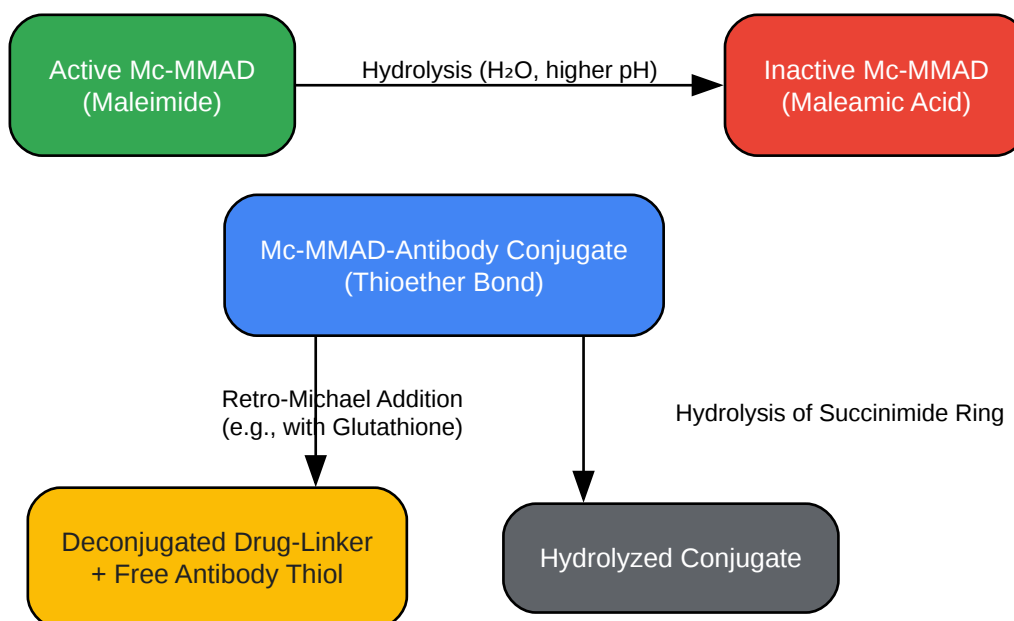 Active Mc-MMAD
(Maleimide)
Hydrolysis (H₂O, higher pH)
Inactive Mc-MMAD
(Maleamic Acid)
Mc-MMAD-Antibody Conjugate
(Thioether Bond)
Retro-Michael Addition
(e.g., with Glutathione)
Hydrolysis of Succinimide Ring
Deconjugated Drug-Linker
+ Free Antibody Thiol
Hydrolyzed Conjugate